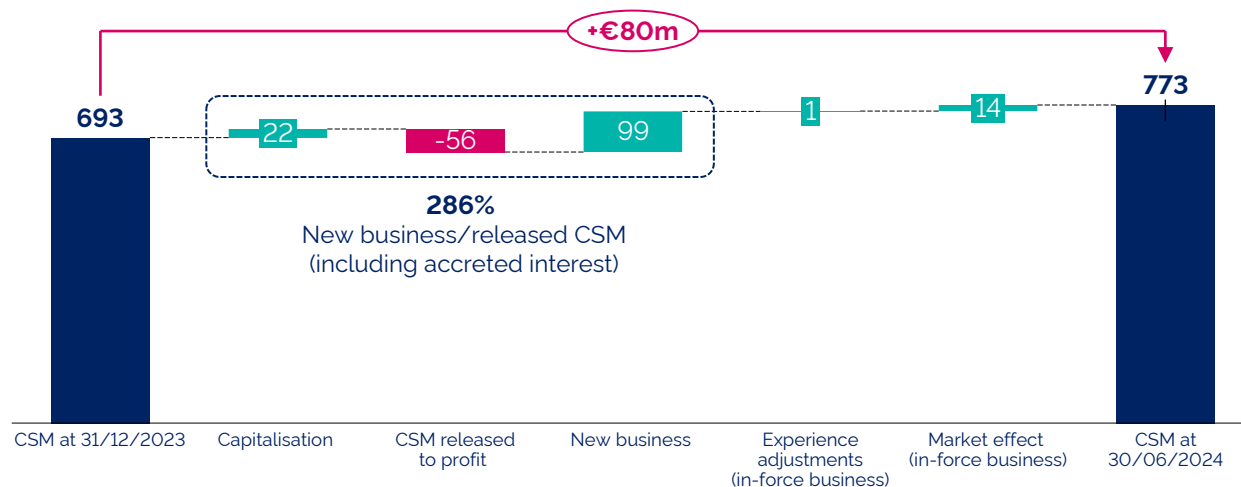 +€80m
693
22
-56
99
1
14
773
286%
New business/released CSM
(including accreted interest)
CSM at 31/12/2023
Capitalisation
CSM released
to profit
New business
Experience
adjustments
(in-force business)
Market effect
(in-force business)
CSM at
30/06/2024